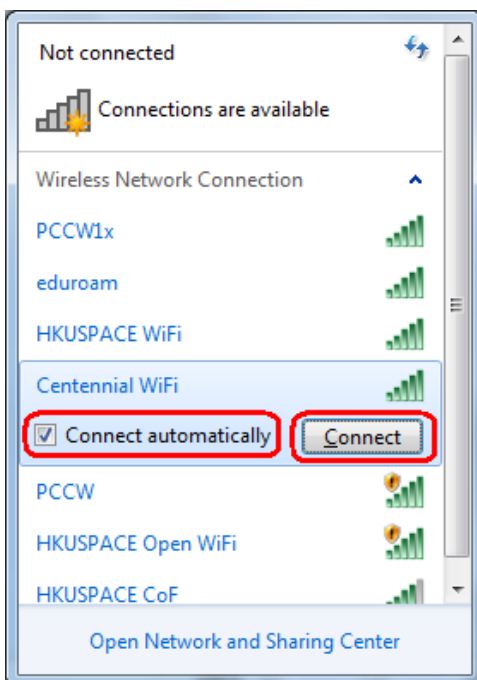 Not connected
Connections are available
Wireless Network Connection
PCCW1x
eduroam
HKUSPACE WiFi
Centennial WiFi
Connect automatically Connect
PCCW
HKUSPACE Open WiFi
HKUSPACE CoF
Open Network and Sharing Center